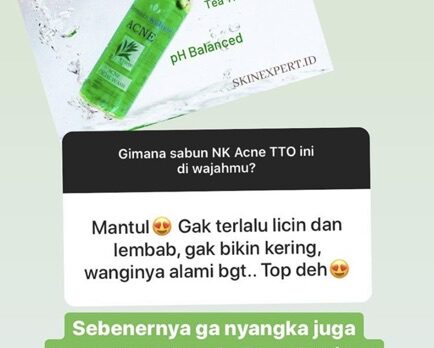 ACNE
pH Balanced
SKINEXPERT.ID
Gimana sabun NK Acne TTO ini
di wajahmu?
Mantul😍 Gak terlalu licin dan
lembab, gak bikin kering,
wanginya alami bgt.. Top deh😍
Sebenernya ga nyangka juga